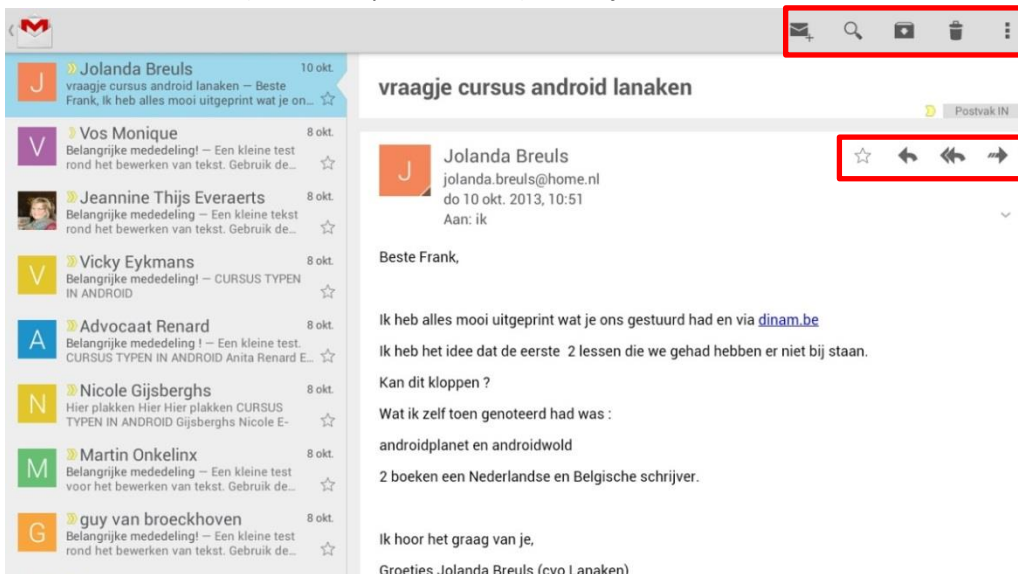 Jolanda Breuls 10 okt.
vraagje cursus android lanaken — Beste
Frank, Ik heb alles mooi uitgeprint wat je on...
J
V
Vos Monique 8 okt.
Belangrijke mededeling! — Een kleine test
rond het bewerken van tekst. Gebruik de...
Jeannine Thijs Everaerts 8 okt.
Belangrijke mededeling — Een kleine tekst
rond het bewerken van tekst. Gebruik de...
V
Vicky Eykmans 8 okt.
Belangrijke mededeling! — CURSUS TYPEN
IN ANDROID
A
Advocaat Renard 8 okt.
Belangrijke mededeling ! — Een kleine test.
CURSUS TYPEN IN ANDROID Anita Renard E...
N
Nicole Gijsberghs 8 okt.
Hier plakken Hier Hier plakken CURSUS
TYPEN IN ANDROID Gijsberghs Nicole E-
M
Martin Onkelinx 8 okt.
Belangrijke mededeling — Een kleine test
voor het bewerken van tekst. Gebruik de...
G
guy van broeckhoven 8 okt.
Belangrijke mededeling! — Een kleine test
rond het bewerken van tekst. Gebruik de...
vraagje cursus android lanaken
Postvak IN
J
Jolanda Breuls
jolanda.breuls@home.nl
do 10 okt. 2013, 10:51
Aan: ik
Beste Frank,
Ik heb alles mooi uitgeprint wat je ons gestuurd had en via dinam.be
Ik heb het idee dat de eerste 2 lessen die we gehad hebben er niet bij staan.
Kan dit kloppen ?
Wat ik zelf toen genoteerd had was :
androidplanet en androidwold
2 boeken een Nederlandse en Belgische schrijver.
Ik hoor het graag van je,
Groetjes Jolanda Breuls (cvo Lanaken)